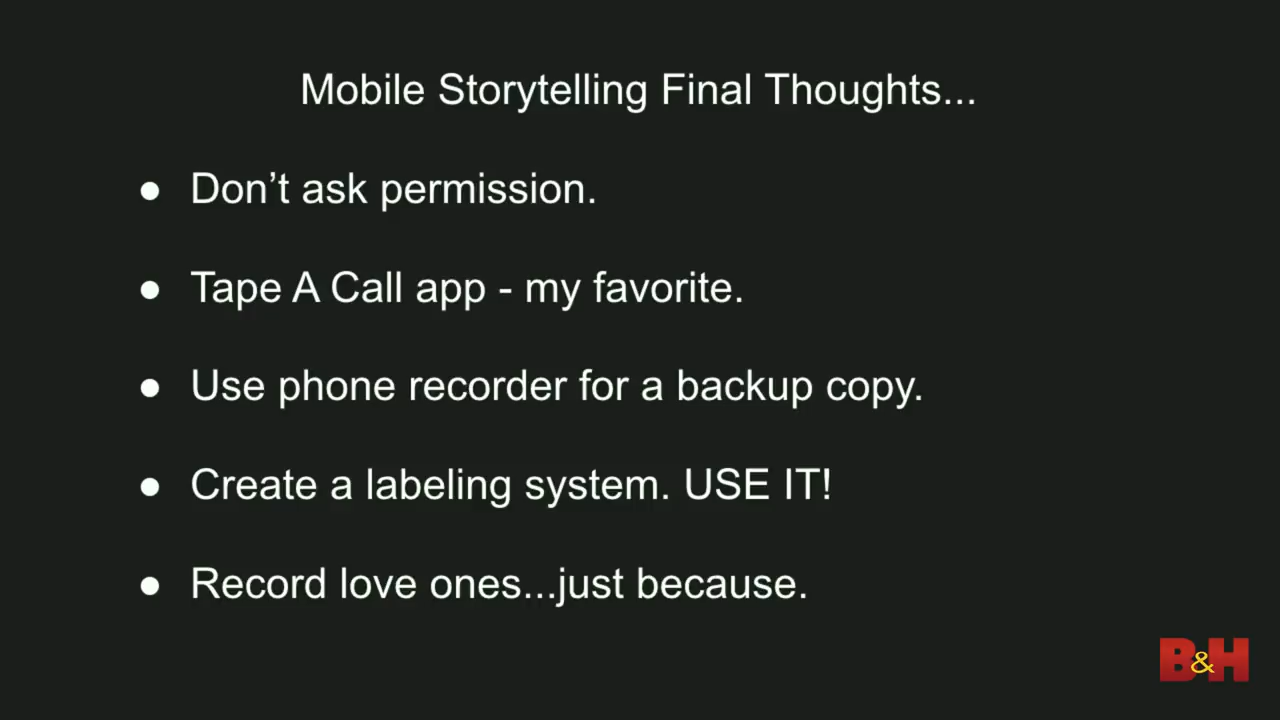 Mobile Storytelling Final Thoughts...
● Don’t ask permission.
● Tape A Call app - my favorite.
● Use phone recorder for a backup copy.
● Create a labeling system. USE IT!
● Record love ones...just because.
B&H